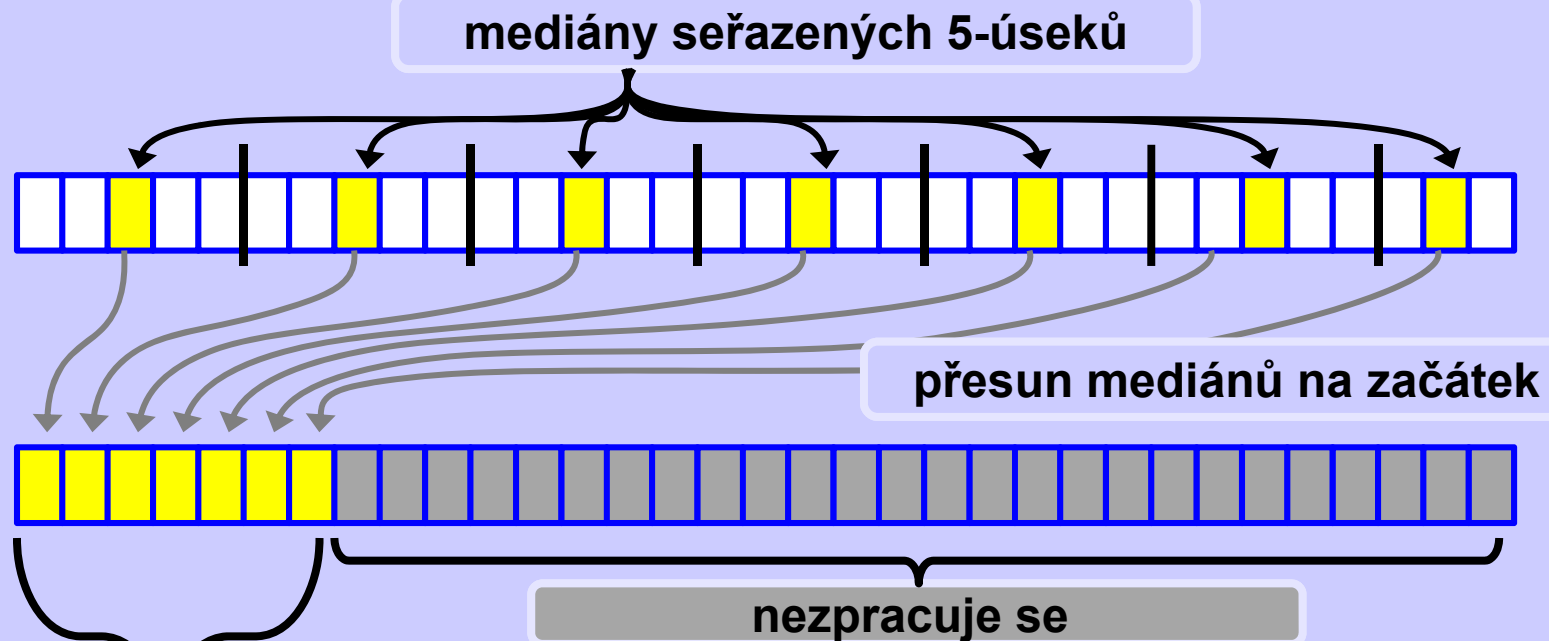 mediány seřazených 5-úseků
přesun mediánů na začátek
nezpracuje se